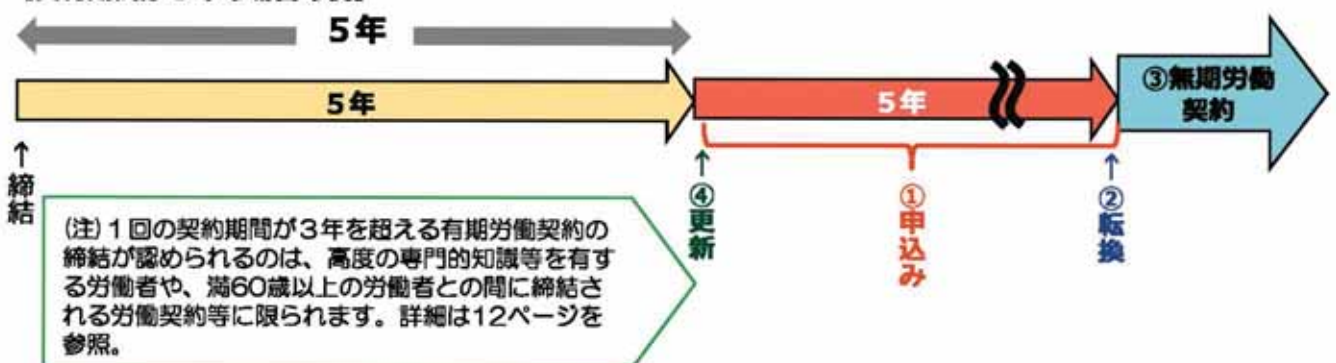 5年
5年
5年
③無期労働
契約
↑
締結
↑
④更新
①申込み
↑
②転換
(注)1回の契約期間が3年を超える有期労働契約の
締結が認められるのは、高度の専門的知識等を有す
る労働者や、満60歳以上の労働者との間に締結さ
れる労働契約等に限られます。詳細は12ページを
参照。